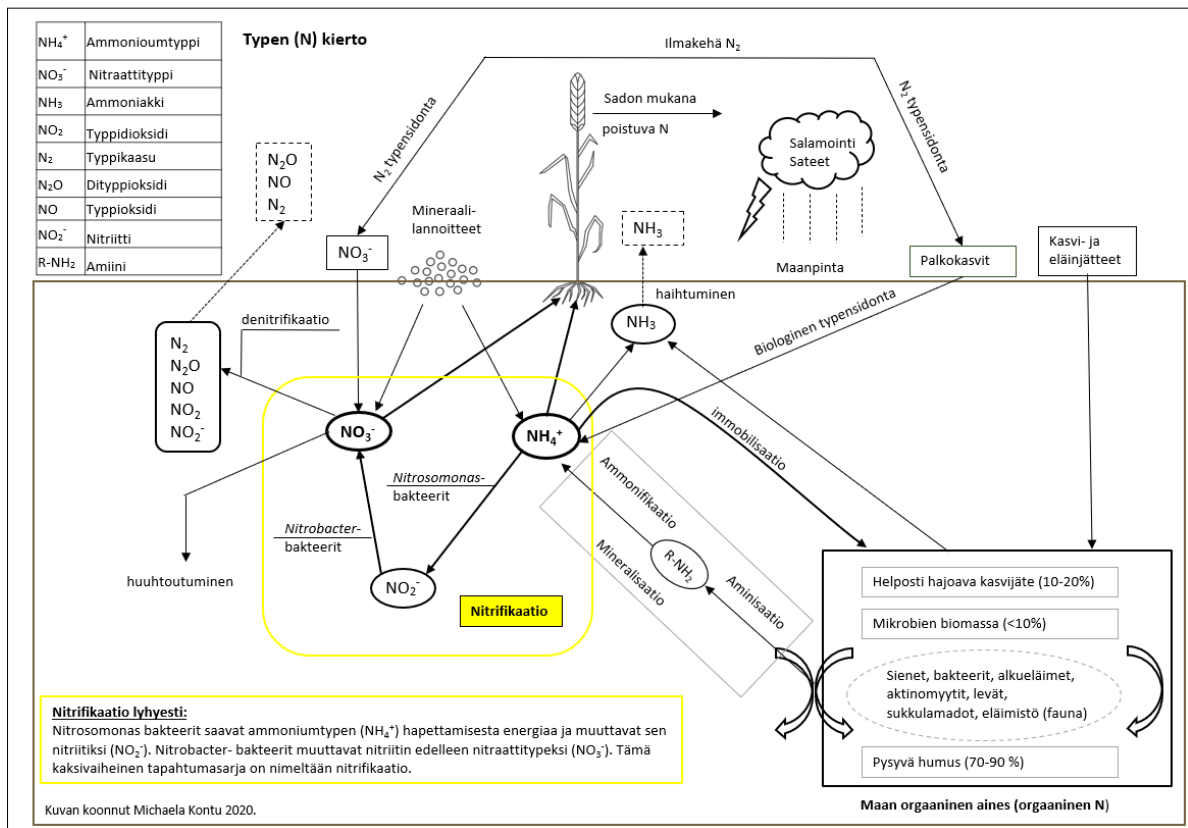 NH₄⁺ Ammonioumtyppi
NO₃⁻ Nitraattityppi
NH₃ Ammoniakki
NO₂ Typpidioksidi
N₂ Typpikaasu
N₂O Dityppioksidi
NO Typpioksidi
NO₂⁻ Nitriitti
R-NH₂ Amiini
Typen (N) kierto
Ilmakehä N₂
N₂ typensidonta
N₂ typensidonta
Sadon mukana
poistuva N
Salamointi
Sateet
N₂O
NO
N₂
NO₃⁻
Mineraali-
lannoitteet
NH₃
Maanpinta
Palkokasvit
Kasvi- ja
eläinjätteet
haihtuminen
NH₃
Biologinen typensidonta
denitrifikaatio
N₂
N₂O
NO
NO₂
NO₂⁻
NO₃⁻
NH₄⁺
immobilisaatio
Nitrosomonas-
bakteerit
Nitrobacter-
bakteerit
Ammonifikaatio
Mineralisaatio
R-NH₂
Aminisaatio
huuhtoutuminen
NO₂⁻
Nitrifikaatio
Helposti hajoava kasvijäte (10-20%)
Mikrobien biomassa (<10%)
Sienet, bakteerit, alkueläimet,
aktinomyytit, levät,
sukkulamadot, eläimistö (fauna)
Pysyvä humus (70-90 %)
Maan orgaaninen aines (orgaaninen N)
Nitrifikaatio lyhyesti:
Nitrosomonas bakteerit saavat ammoniumtypen (NH₄⁺) hapettamisesta energiaa ja muuttavat sen
nitriitiksi (NO₂⁻). Nitrobacter- bakteerit muuttavat nitriitin edelleen nitraattitypeksi (NO₃⁻). Tämä
kaksivaiheinen tapahtumasarja on nimeltään nitrifikaatio.
Kuvan koonnut Michaela Kontu 2020.